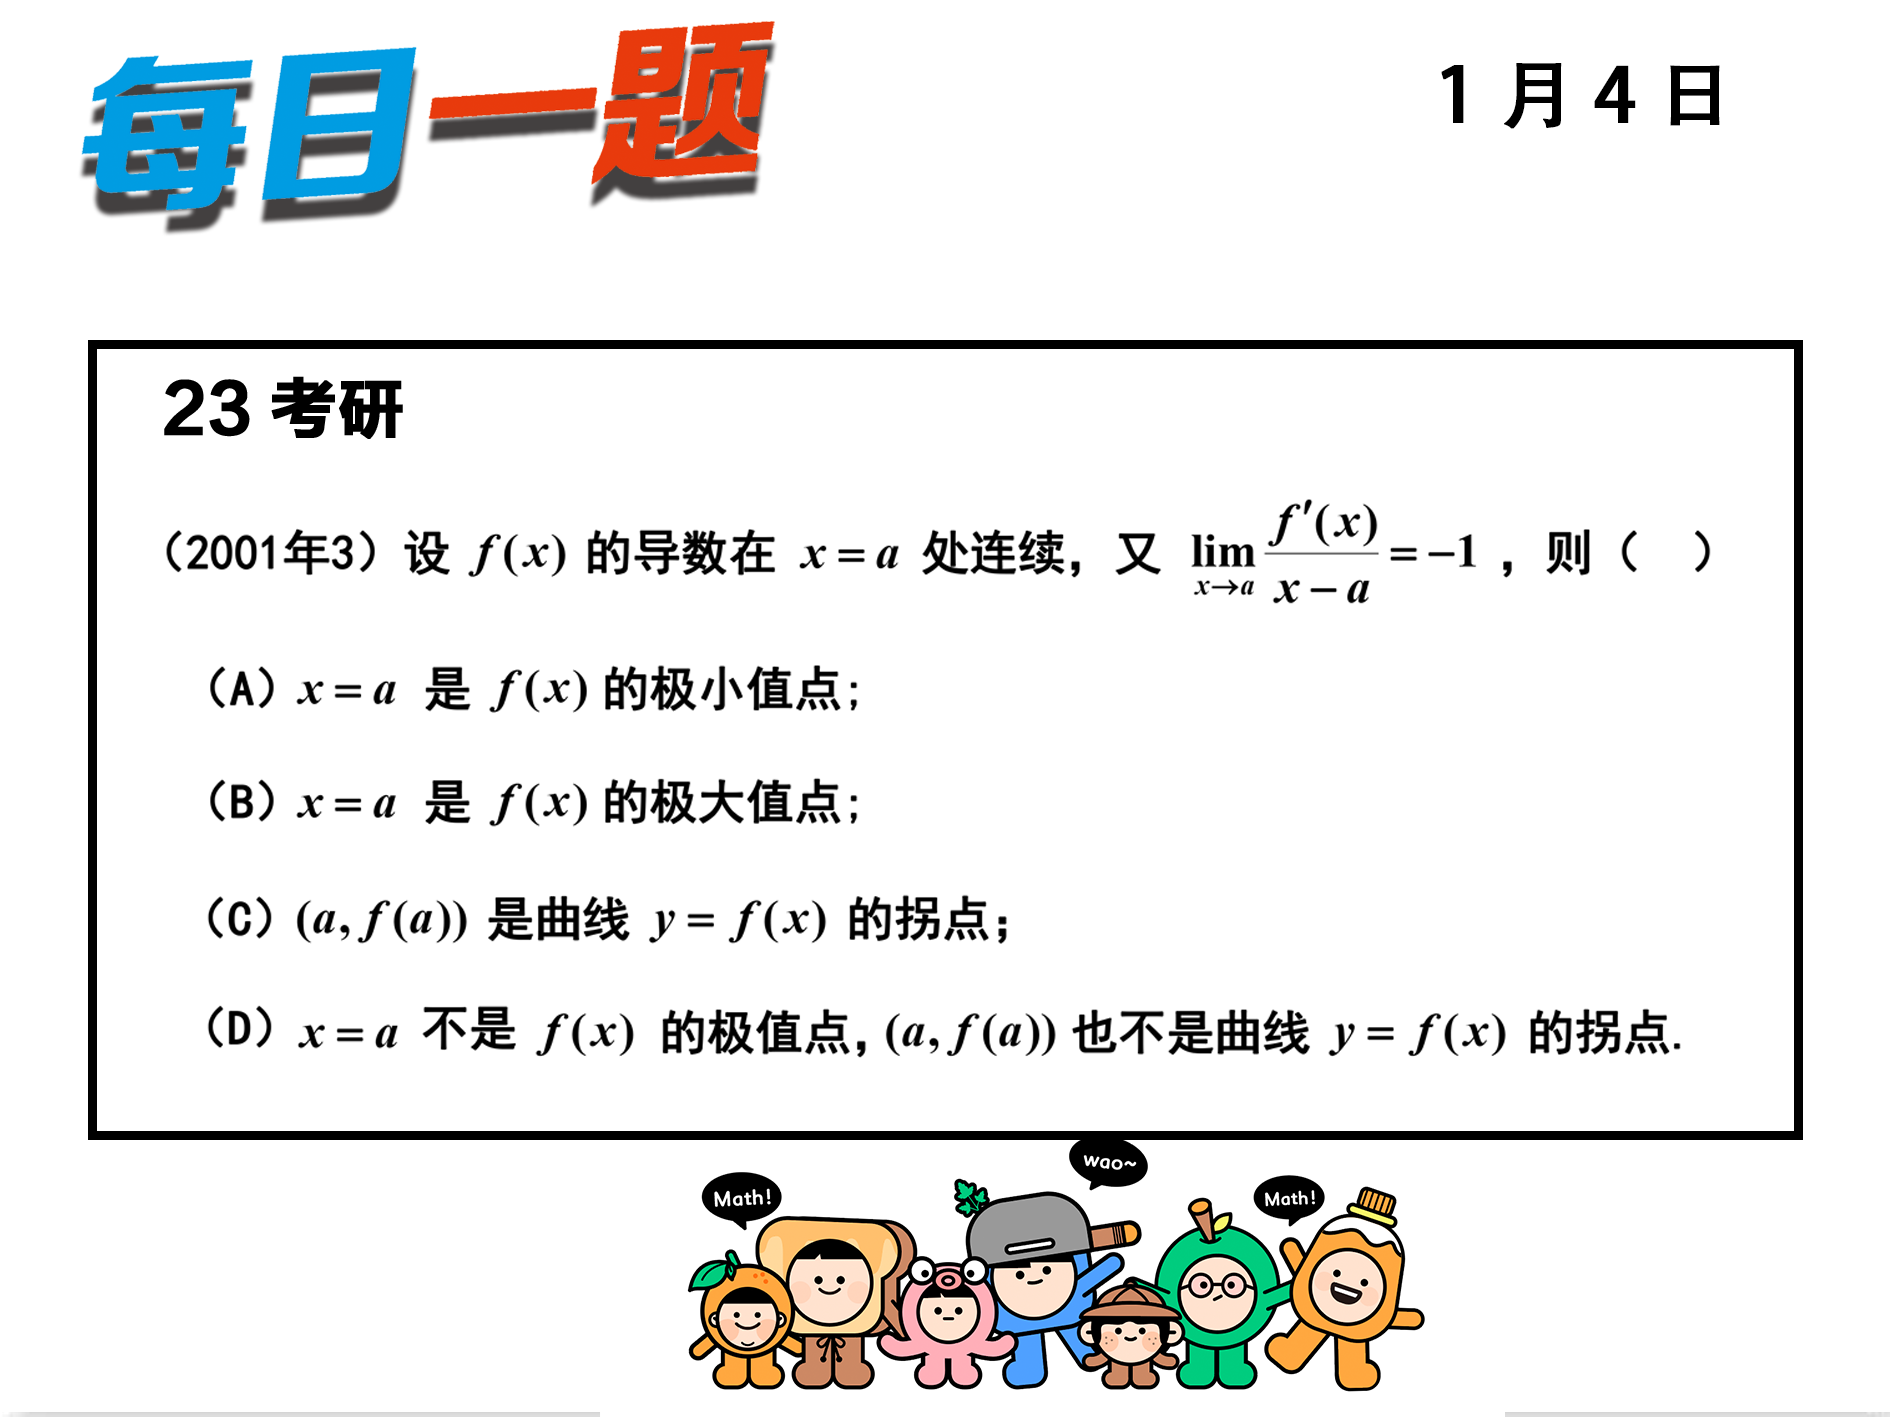 每日一题
1 月 4 日
23 考研
（2001年3）设 f(x) 的导数在 x = a 处连续，又 lim x→a f′(x) / x − a = −1 ，则（ ）
（A）x = a 是 f(x) 的极小值点;
（B）x = a 是 f(x) 的极大值点;
（C）(a, f(a)) 是曲线 y = f(x) 的拐点;
（D）x = a 不是 f(x) 的极值点, (a, f(a)) 也不是曲线 y = f(x) 的拐点.
wao~
Math!
Math!